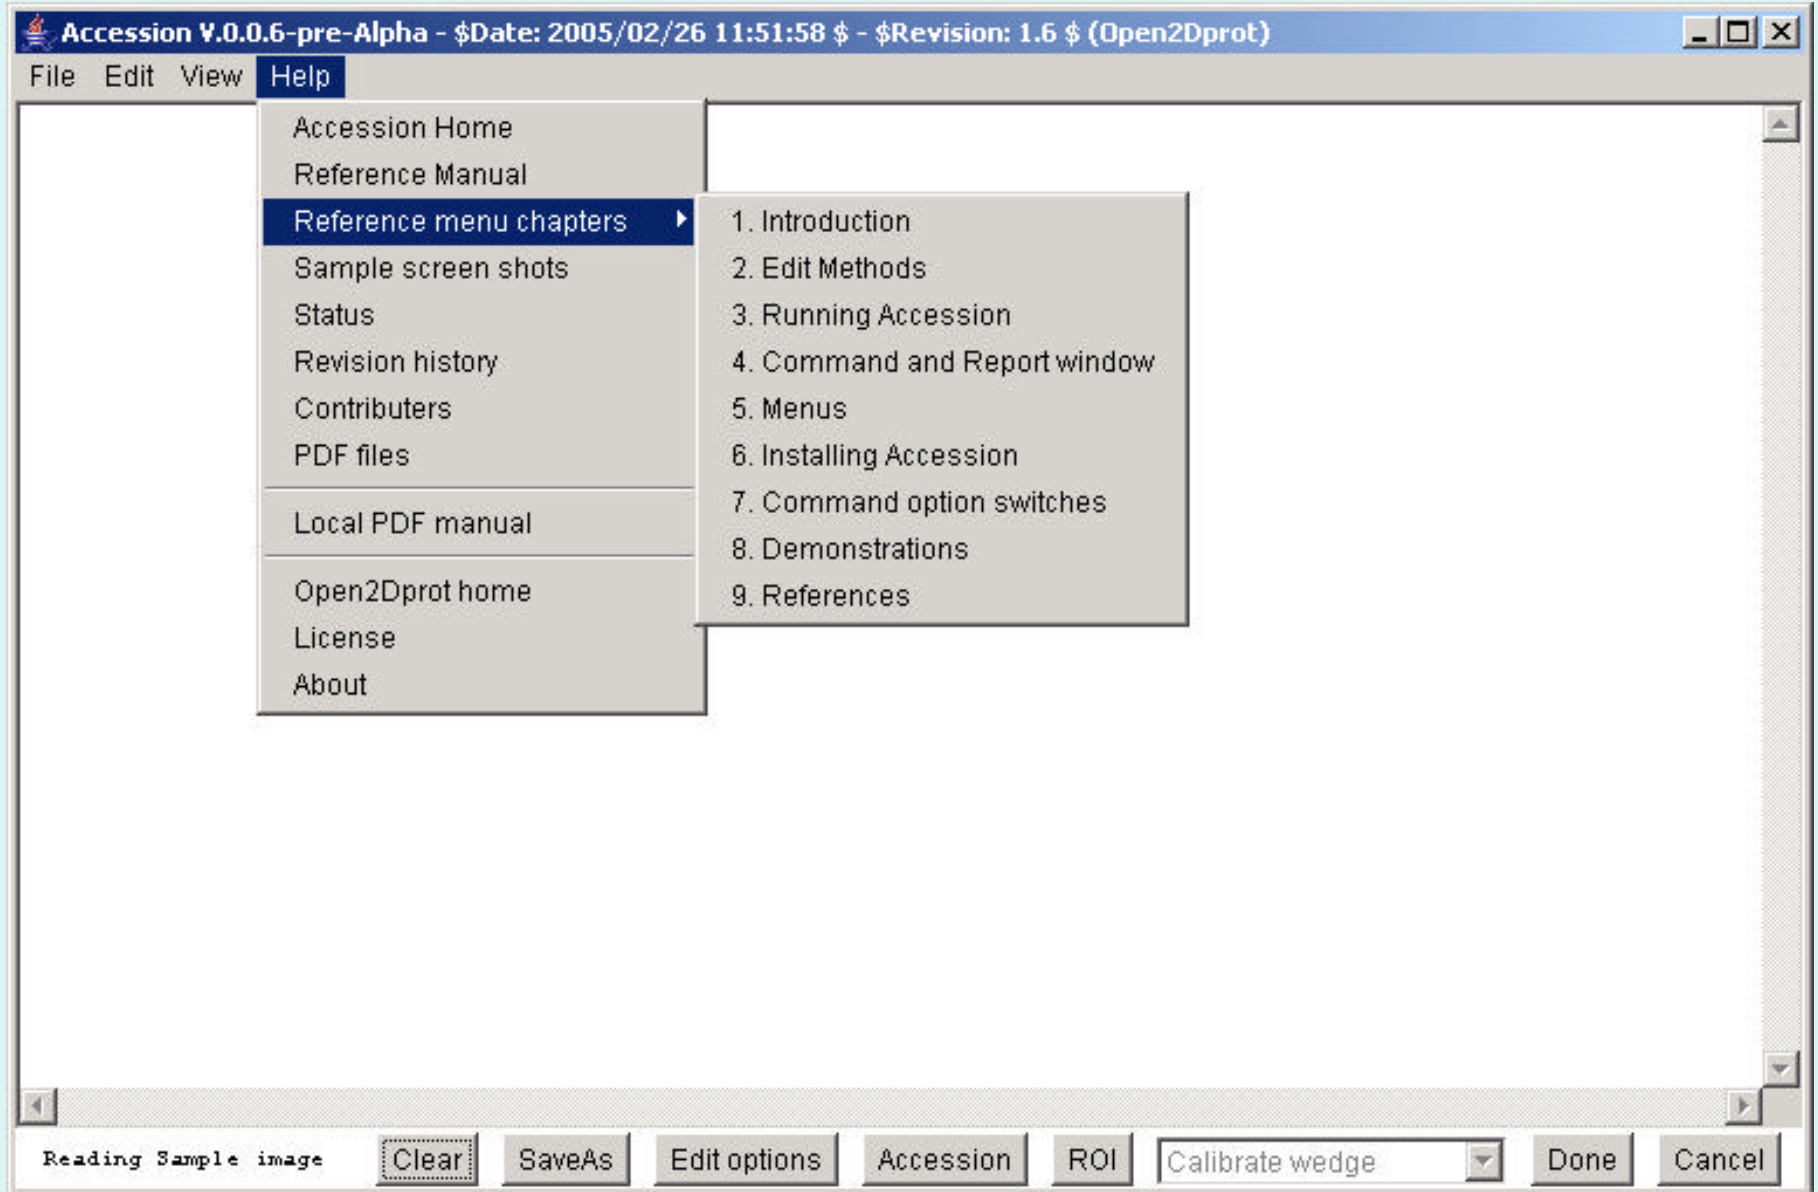 Accession V.0.0.6-pre-Alpha - $Date: 2005/02/26 11:51:58 $ - $Revision: 1.6 $ (Open2Dprot)
File Edit View Help
Accession Home
Reference Manual
Reference menu chapters
Sample screen shots
Status
Revision history
Contributers
PDF files
Local PDF manual
Open2Dprot home
License
About
1. Introduction
2. Edit Methods
3. Running Accession
4. Command and Report window
5. Menus
6. Installing Accession
7. Command option switches
8. Demonstrations
9. References
Reading Sample image Clear SaveAs Edit options Accession ROI Calibrate wedge Done Cancel